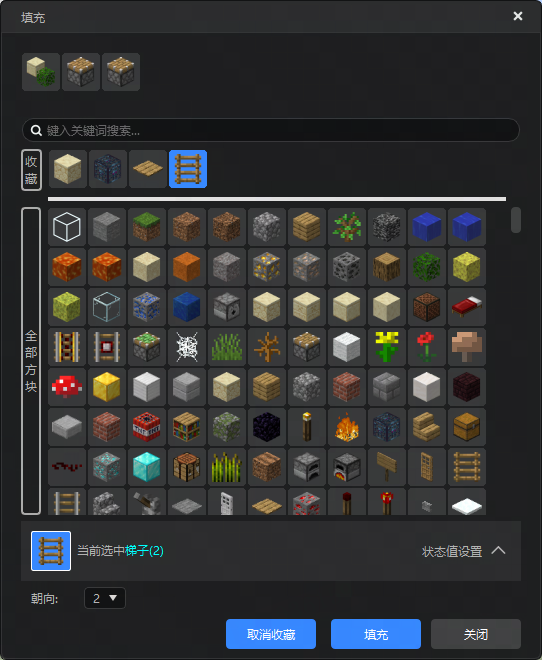 填充
键入关键词搜索...
收藏
全部方块
当前选中梯子(2)
状态值设置
朝向:
2
取消收藏
填充
关闭